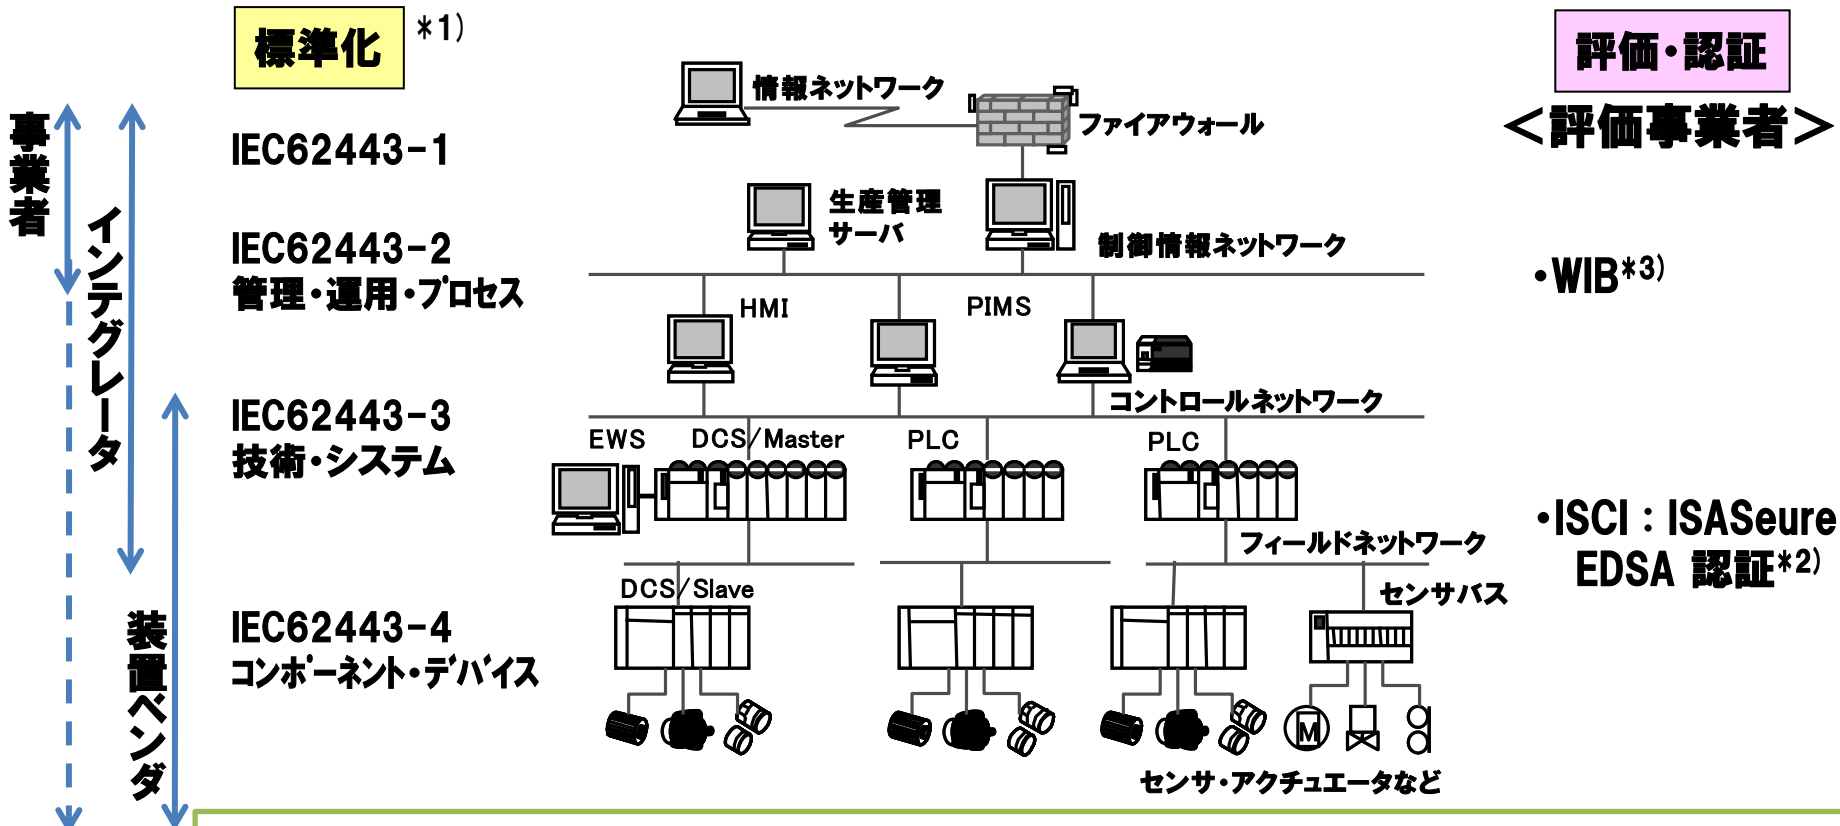 標準化 *1)
評価・認証
＜評価事業者＞
事業者
インテグレータ
装置ベンダ
IEC62443-1
IEC62443-2
管理・運用・プロセス
IEC62443-3
技術・システム
IEC62443-4
コンポーネント・デバイス
情報ネットワーク
ファイアウォール
生産管理
サーバ
制御情報ネットワーク
HMI
PIMS
コントロールネットワーク
EWS
DCS/Master
PLC
PLC
フィールドネットワーク
DCS/Slave
センサバス
M
センサ・アクチュエータなど
・WIB*3)
・ISCI：ISASeure
EDSA 認証*2)